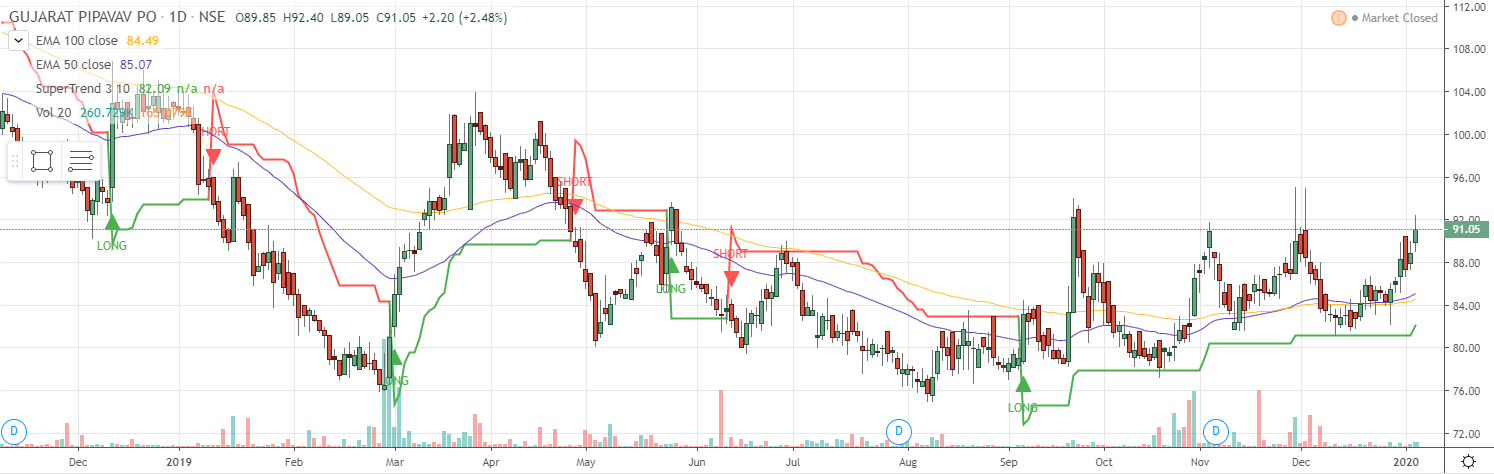 GUJARAT PIPAVAV PO · 1D · NSE O89.85 H92.40 L89.05 C91.05 +2.20 (+2.48%)
Market Closed
EMA 100 close 84.49
EMA 50 close 85.07
SuperTrend 3 10 82.09 n/a n/a
Vol 20 260.729K
112.00
108.00
104.00
100.00
96.00
92.00
91.05
88.00
84.00
80.00
76.00
72.00
SHORT
SHORT
LONG
SHORT
LONG
LONG
LONG
D
D
D
Dec 2019 Feb Mar Apr May Jun Jul Aug Sep Oct Nov Dec 2020